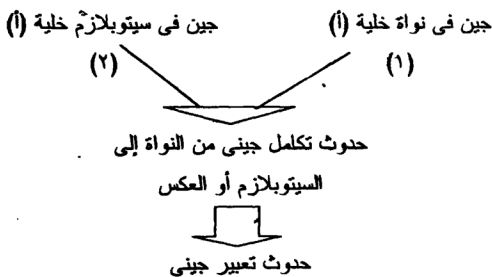 جين فى نواة خلية (أ)
جين فى سيتوبلازم خلية (أ)
(١)
(٢)
حدوث تكامل جينى من النواة إلى
السيتوبلازم أو العكس
حدوث تعبير جينى